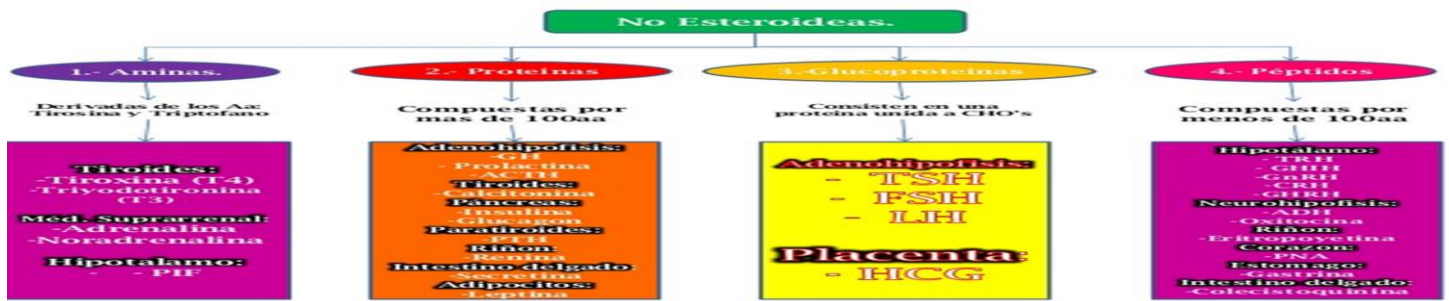 No Esteroideas.
1.- Aminas.
Derivadas de los Aa:
Tirosina y Triptofano
Tiroides:
-Tiroxina (T4)
-Triyodotironina
(T3)
Méd. Suprarrenal:
-Adrenalina
-Noradrenalina
Hipotálamo:
- - PIF
2.- Proteinas
Compuestas por
mas de 100aa
Adenohipofisis:
-GH
- Prolactina
- ACTH
Tiroides:
-Calcitonina
Páncreas:
-Insulina
-Glucagon
Paratiroides:
-PTH
Riñon:
-Renina
Intestino delgado:
-Secretina
Adipocitos:
-Leptina
3.-Glucoproteinas
Consisten en una
proteina unida a CHO's
Adenohipofisis:
- TSH
- FSH
- LH
Placenta:
- HCG
4.- Péptidos
Compuestas por
menos de 100aa
Hipotálamo:
- TRH
-GHIH
-GnRH
-CRH
-GHRH
Neurohipofisis:
-ADH
-Oxitocina
Riñon:
-Eritropoyetina
Corazon:
-PNA
Estomago:
-Gastrina
Intestino delgado:
-Colecistoquinina